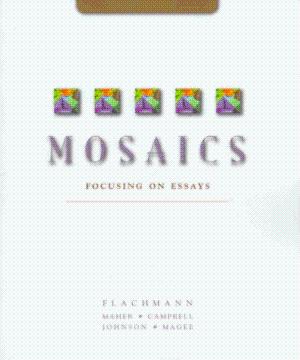 MOSAICS
FOCUSING ON ESSAYS
FLACHMANN
MAHER • CAMPBELL
JOHNSON • MAGEE